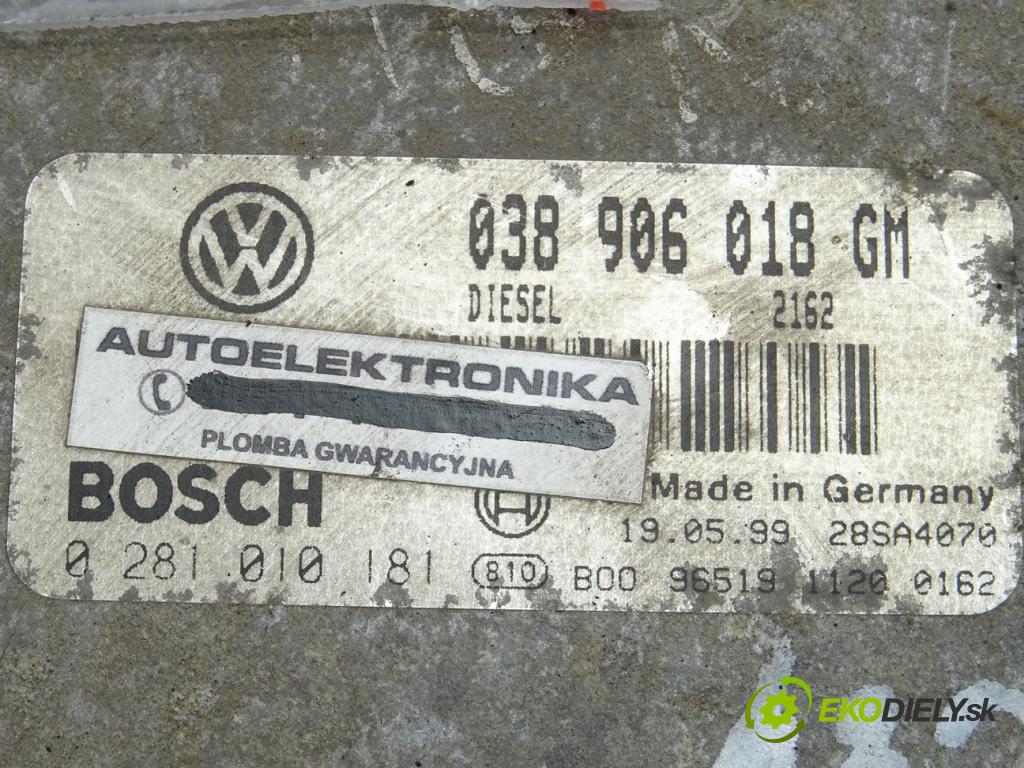 VW
038 906 018 GM
DIESEL 2162
AUTOELEKTRONIKA
PLOMBA GWARANCYJNA
BOSCH
Made in Germany
19.05.99 28SA4070
0 281 010 181 810 B00 96519 1120 0162
EKODIELY.sk